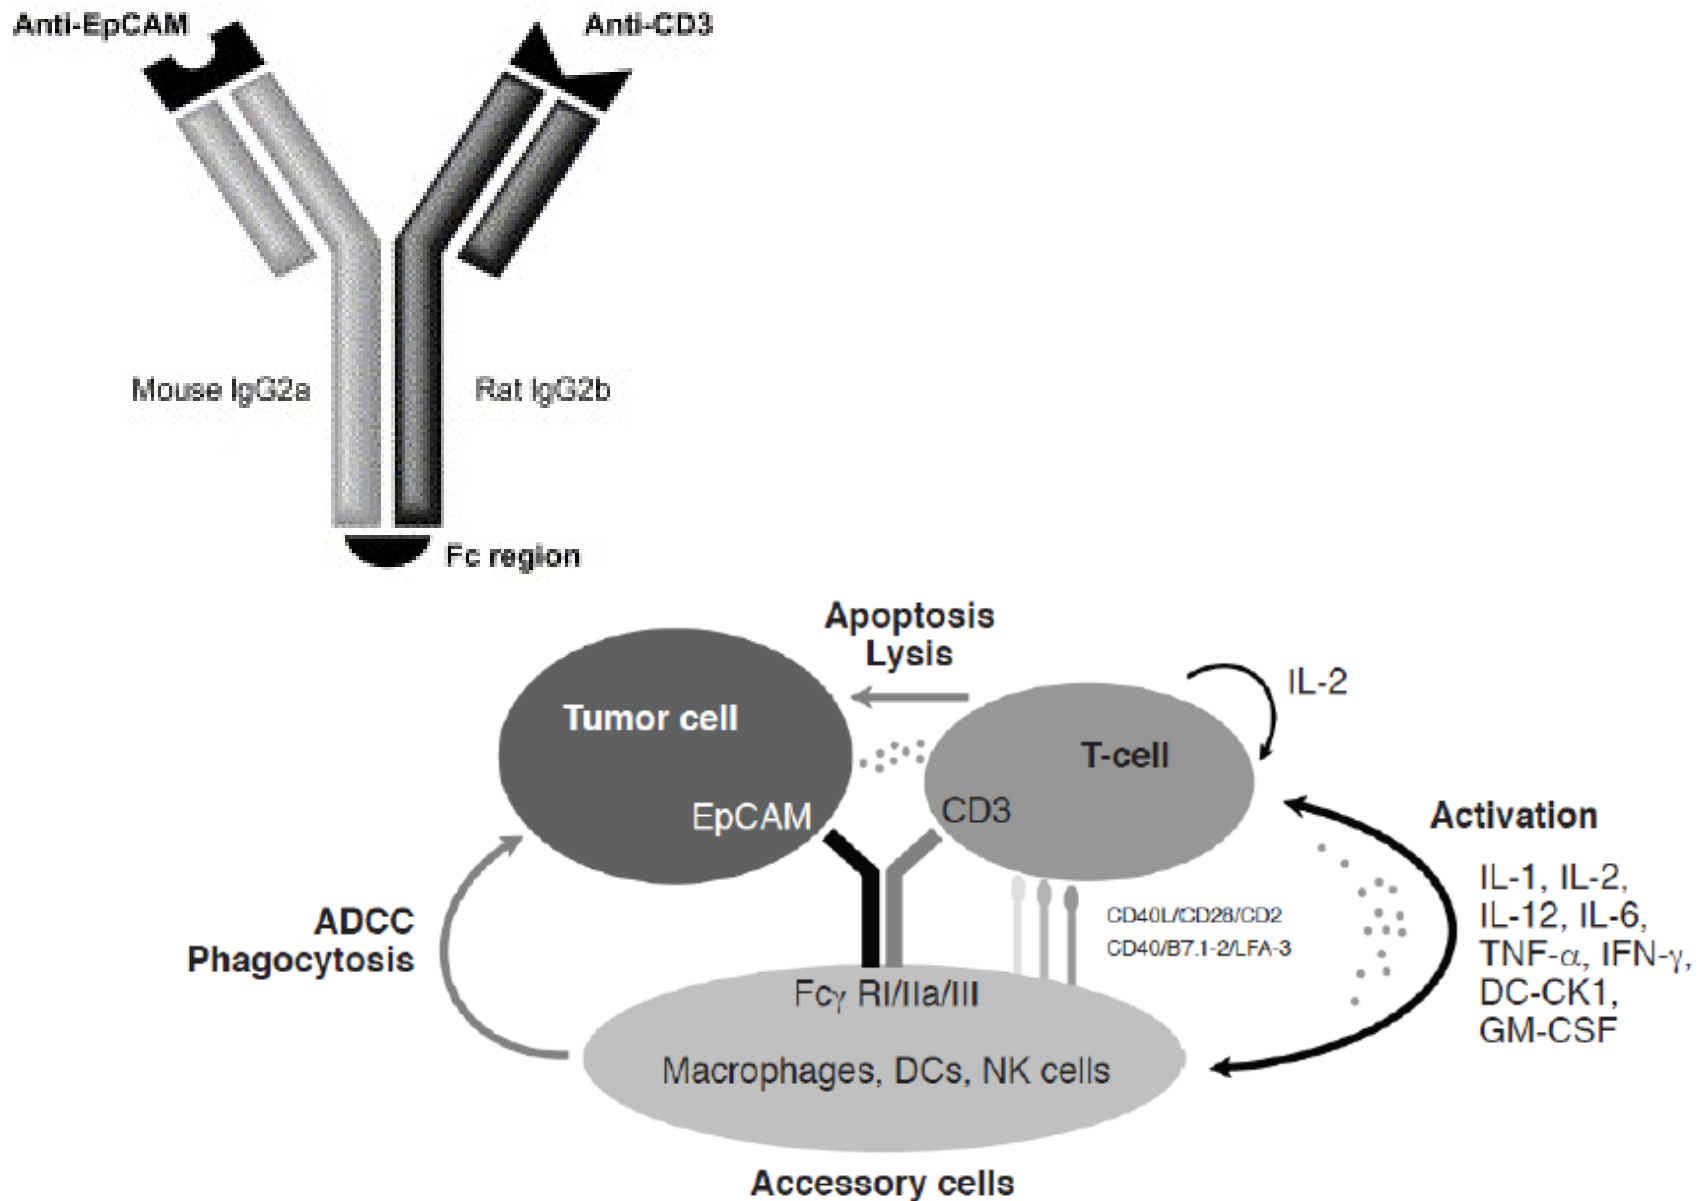 Anti-EpCAM
Anti-CD3
Mouse IgG2a
Rat IgG2b
Fc region
Apoptosis
Lysis
IL-2
Tumor cell
T-cell
EpCAM
CD3
Activation
IL-1, IL-2,
IL-12, IL-6,
TNF-α, IFN-γ,
DC-CK1,
GM-CSF
CD40L/CD28/CD2
CD40/B7.1-2/LFA-3
ADCC
Phagocytosis
Fcγ RI/IIa/III
Macrophages, DCs, NK cells
Accessory cells